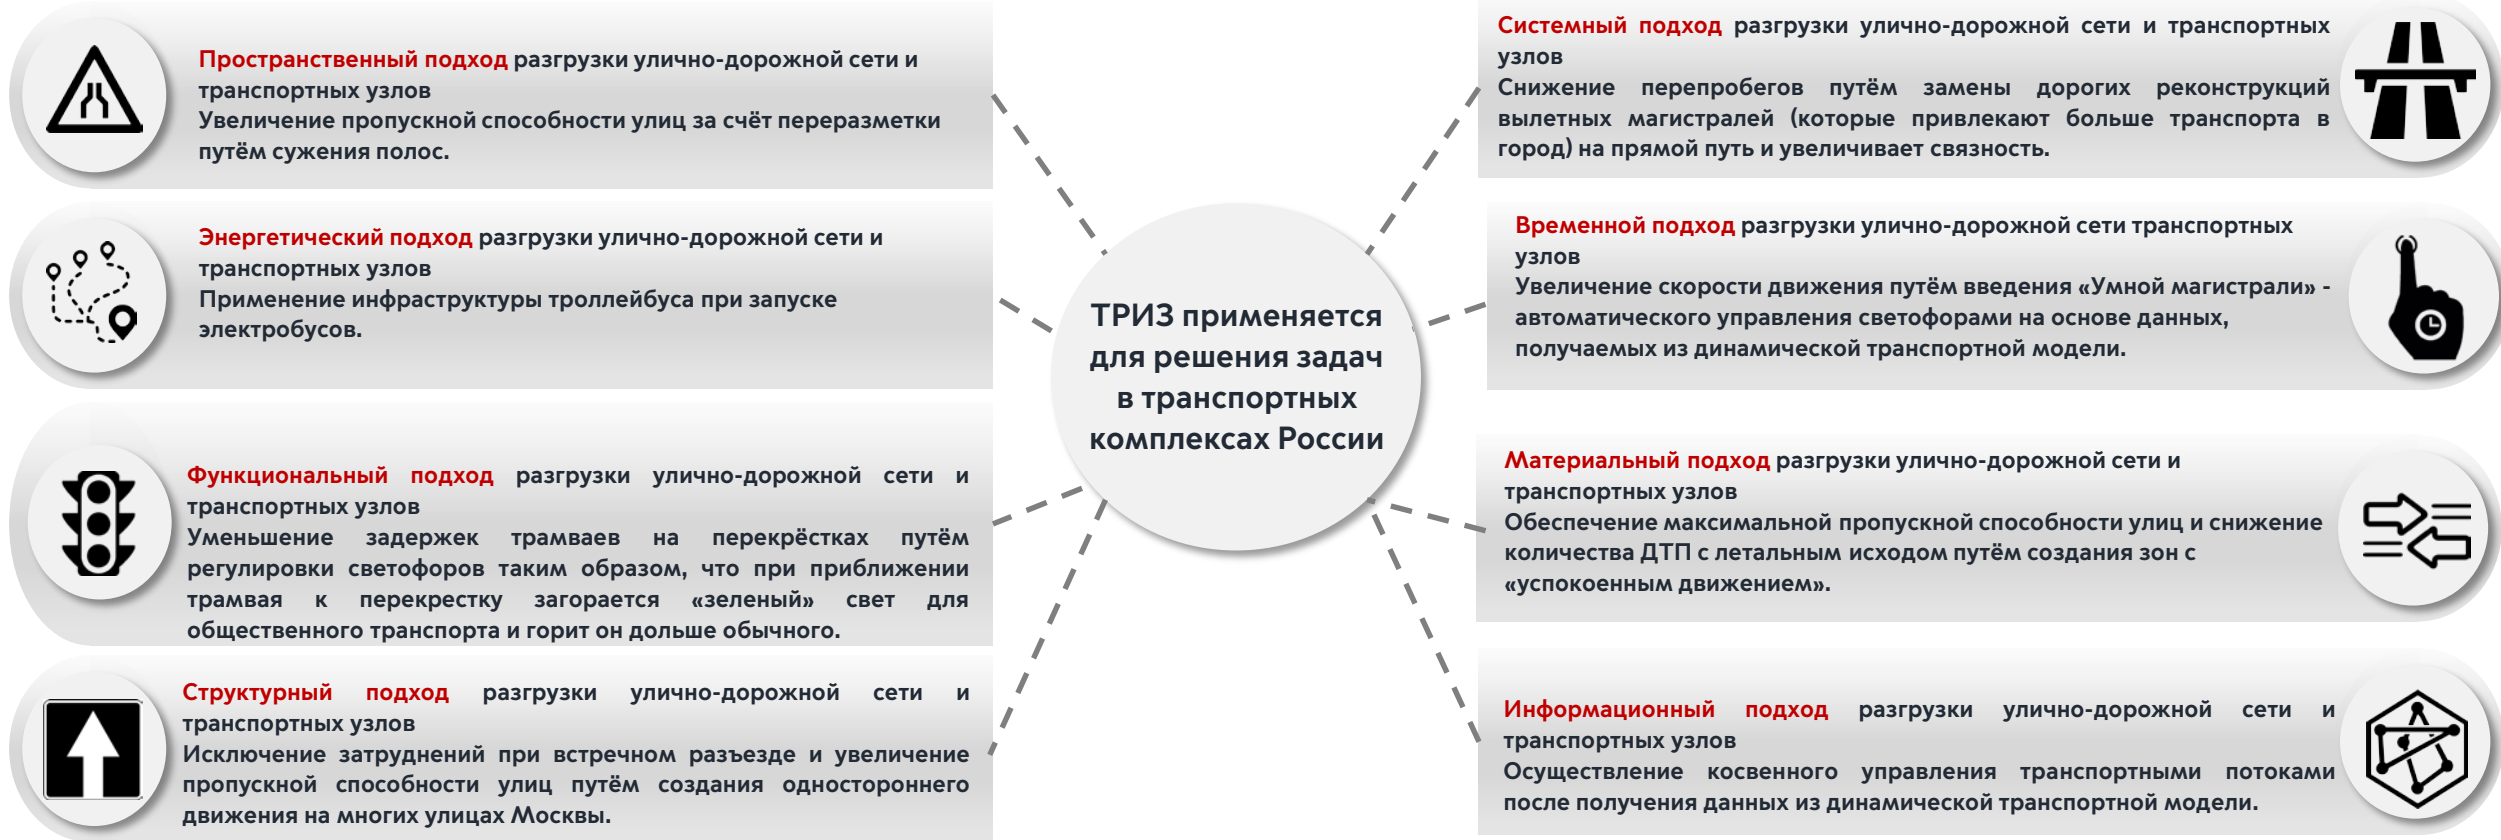 Пространственный подход разгрузки улично-дорожной сети и
транспортных узлов
Увеличение пропускной способности улиц за счёт переразметки
путём сужения полос.
Энергетический подход разгрузки улично-дорожной сети и
транспортных узлов
Применение инфраструктуры троллейбуса при запуске
электробусов.
Функциональный подход разгрузки улично-дорожной сети и
транспортных узлов
Уменьшение задержек трамваев на перекрёстках путём
регулировки светофоров таким образом, что при приближении
трамвая к перекрестку загорается «зеленый» свет для
общественного транспорта и горит он дольше обычного.
Структурный подход разгрузки улично-дорожной сети и
транспортных узлов
Исключение затруднений при встречном разъезде и увеличение
пропускной способности улиц путём создания одностороннего
движения на многих улицах Москвы.
ТРИЗ применяется
для решения задач
в транспортных
комплексах России
Системный подход разгрузки улично-дорожной сети и транспортных
узлов
Снижение перепробегов путём замены дорогих реконструкций
вылетных магистралей (которые привлекают больше транспорта в
город) на прямой путь и увеличивает связность.
Временной подход разгрузки улично-дорожной сети транспортных
узлов
Увеличение скорости движения путём введения «Умной магистрали» -
автоматического управления светофорами на основе данных,
получаемых из динамической транспортной модели.
Материальный подход разгрузки улично-дорожной сети и
транспортных узлов
Обеспечение максимальной пропускной способности улиц и снижение
количества ДТП с летальным исходом путём создания зон с
«успокоенным движением».
Информационный подход разгрузки улично-дорожной сети и
транспортных узлов
Осуществление косвенного управления транспортными потоками
после получения данных из динамической транспортной модели.